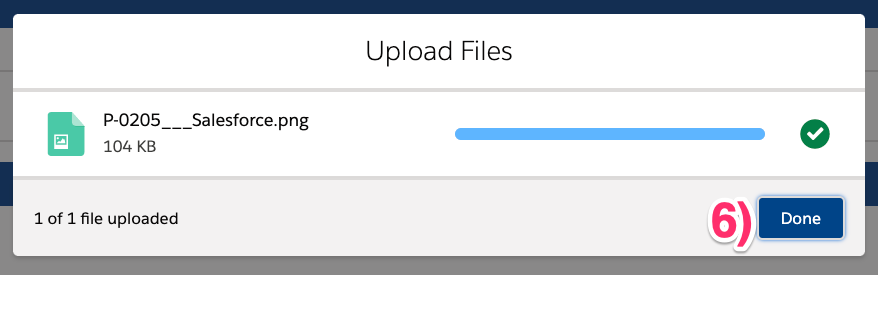 Upload Files
P-0205___Salesforce.png
104 KB
1 of 1 file uploaded
6)
Done